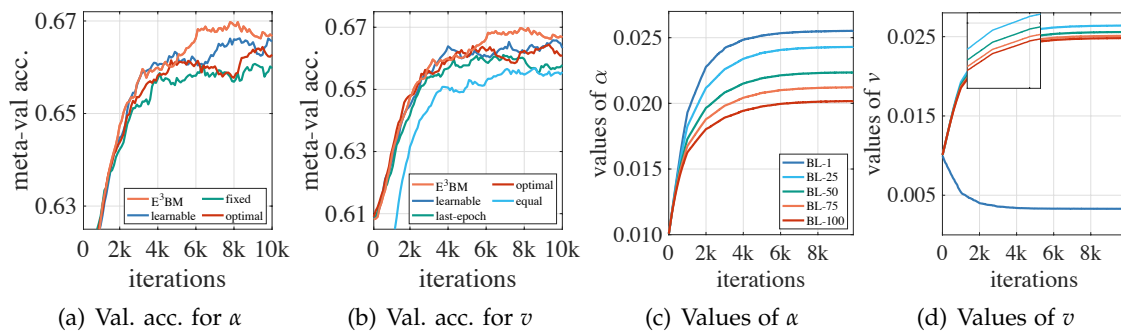 0.67
0.65
0.63
meta-val acc.
E³BM
learnable
fixed
optimal
0 2k 4k 6k 8k 10k
iterations
(a) Val. acc. for α
0.67
0.65
0.63
0.61
meta-val acc.
E³BM
learnable
last-epoch
optimal
equal
0 2k 4k 6k 8k 10k
iterations
(b) Val. acc. for v
0.025
0.020
0.015
0.010
values of α
BL-1
BL-25
BL-50
BL-75
BL-100
0 2k 4k 6k 8k
iterations
(c) Values of α
0.025
0.015
0.005
values of v
0 2k 4k 6k 8k
iterations
(d) Values of v